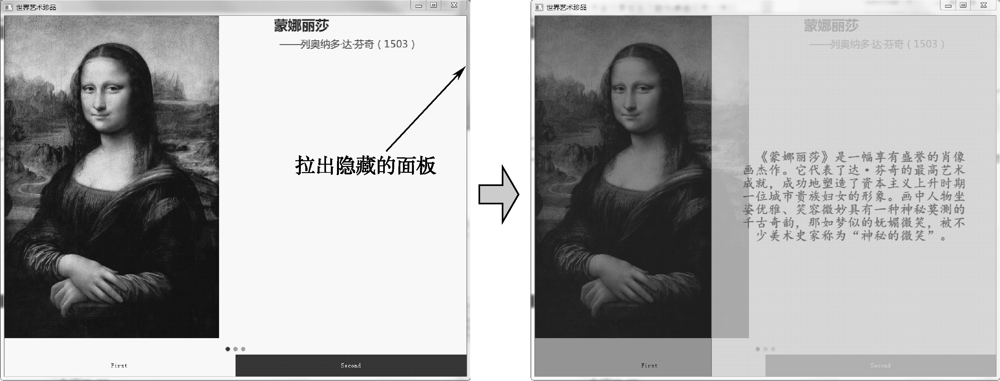 世界艺术珍品
蒙娜丽莎
——列奥纳多·达·芬奇（1503）
拉出隐藏的面板
First
Second
世界艺术珍品
蒙娜丽莎
——列奥纳多·达·芬奇（1503）
《蒙娜丽莎》是一幅享有盛誉的肖像
画杰作。它代表了达·芬奇的最高艺术
成就，成功地塑造了资本主义上升时期
一位城市贵族妇女的形象。画中人物坐
姿优雅、笑容微妙具有一种神秘莫测的
千古奇韵，那如梦似的妩媚微笑，被不
少美术史家称为“神秘的微笑”。
First
Second